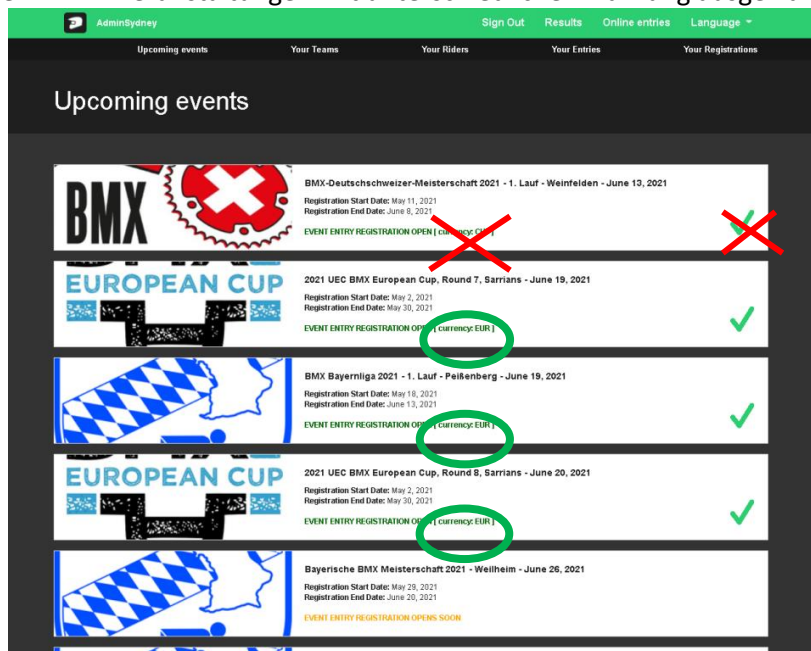 AdminSydney
Sign Out Results Online entries Language
Upcoming events Your Teams Your Riders Your Entries Your Registrations
Upcoming events
BMX
BMX-Deutschschweizer-Meisterschaft 2021 - 1. Lauf - Weinfelden - June 13, 2021
Registration Start Date: May 11, 2021
Registration End Date: June 8, 2021
EVENT ENTRY REGISTRATION OPEN [ currency: ]
EUROPEAN CUP
2021 UEC BMX European Cup, Round 7, Sarrians - June 19, 2021
Registration Start Date: May 2, 2021
Registration End Date: May 30, 2021
EVENT ENTRY REGISTRATION OPEN [ currency: EUR ]
BMX Bayernliga 2021 - 1. Lauf - Peißenberg - June 19, 2021
Registration Start Date: May 18, 2021
Registration End Date: June 13, 2021
EVENT ENTRY REGISTRATION OPEN [ currency: EUR ]
EUROPEAN CUP
2021 UEC BMX European Cup, Round 8, Sarrians - June 20, 2021
Registration Start Date: May 2, 2021
Registration End Date: May 30, 2021
EVENT ENTRY REGISTRATION OPEN [ currency: EUR ]
Bayerische BMX Meisterschaft 2021 - Weilheim - June 26, 2021
Registration Start Date: May 29, 2021
Registration End Date: June 20, 2021
EVENT ENTRY REGISTRATION OPENS SOON